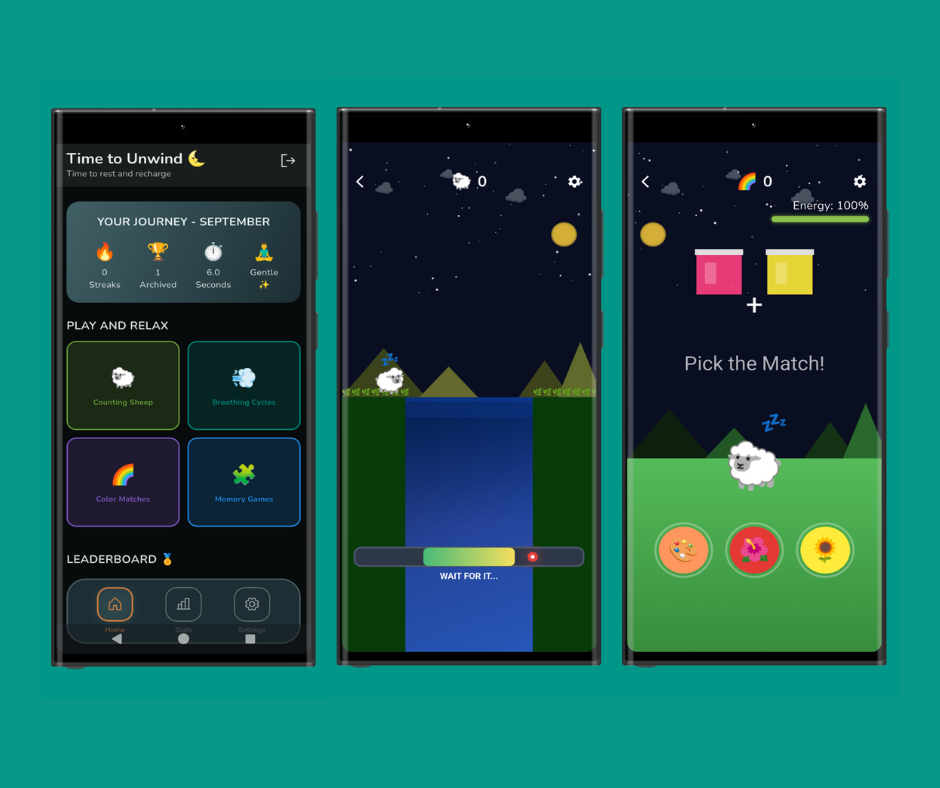 Time to Unwind 🌜
Time to rest and recharge
YOUR JOURNEY - SEPTEMBER
0 1 6.0 Gentle
Streaks Archived Seconds ✨
PLAY AND RELAX
Counting Sheep Breathing Cycles
Color Matches Memory Games
LEADERBOARD 🏅
Home Stats Settings
0
💤
WAIT FOR IT...
0
Energy: 100%
+
Pick the Match!
💤